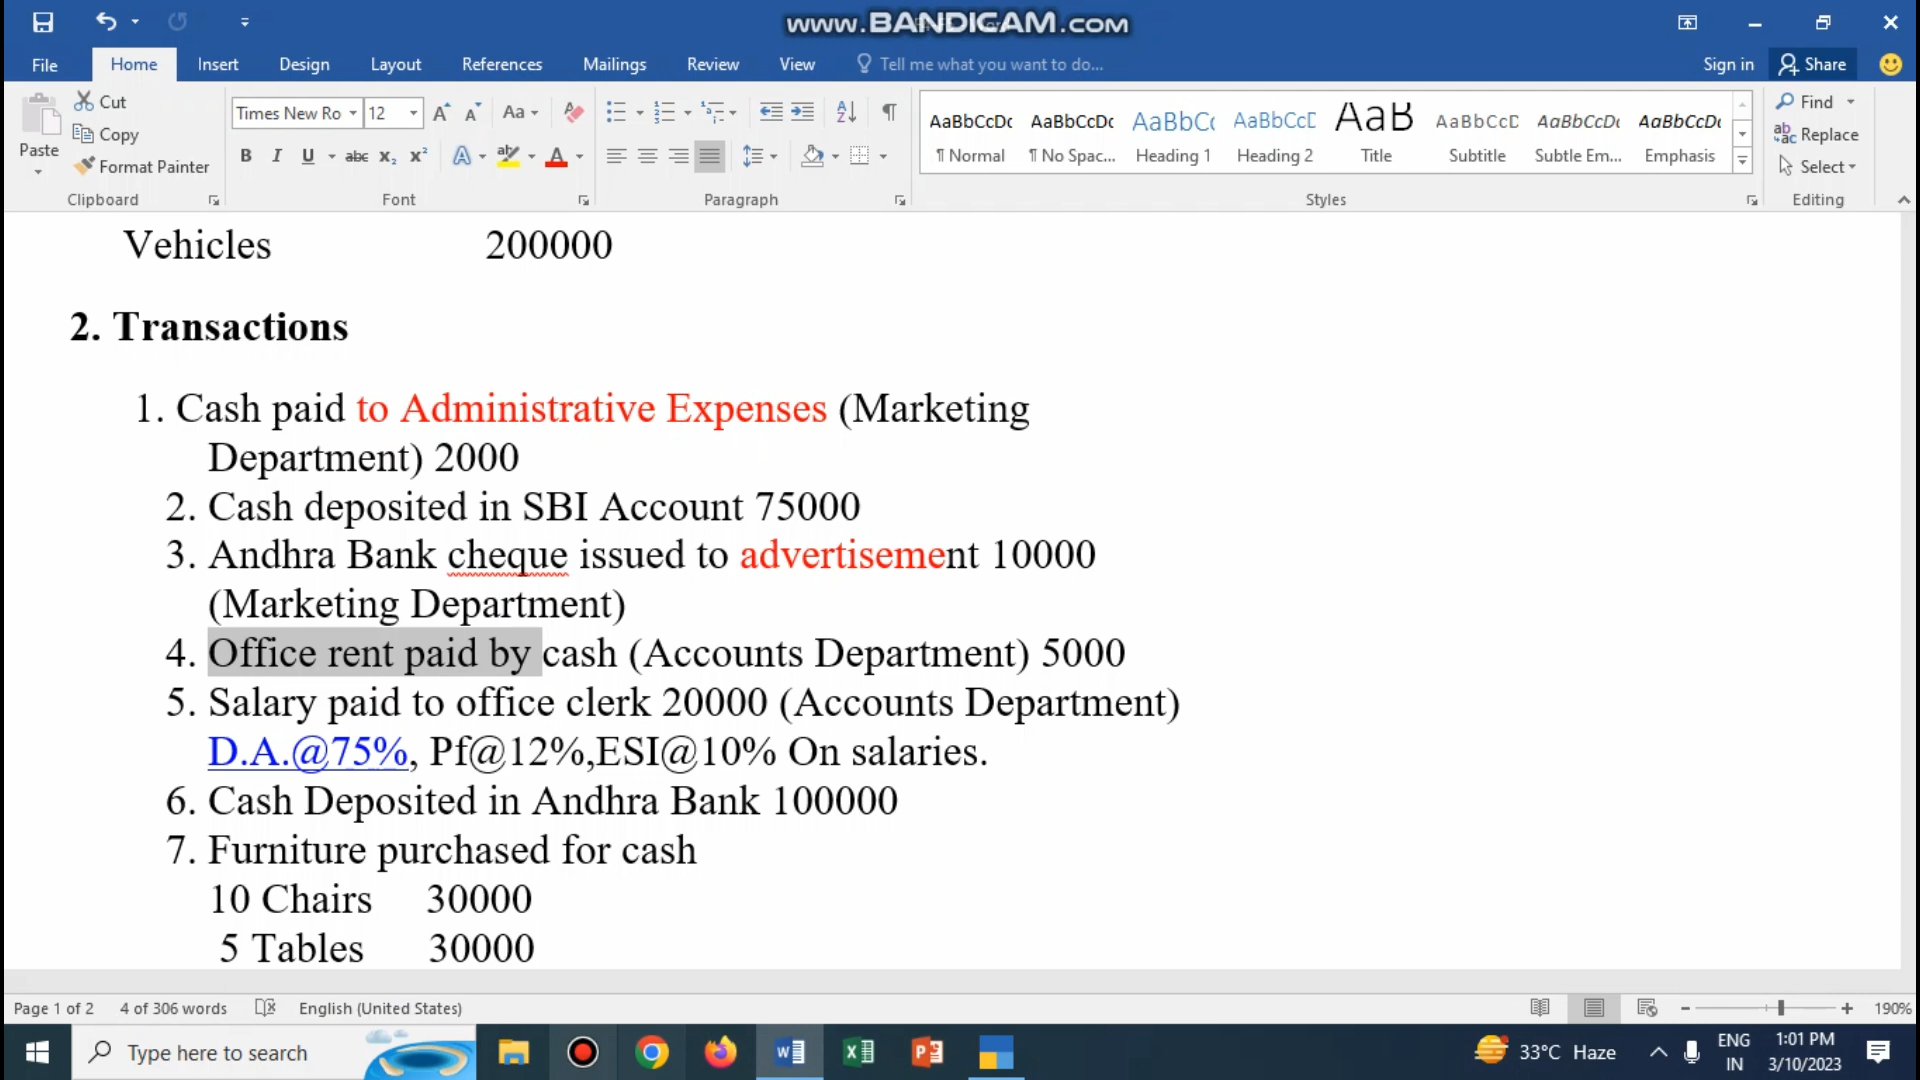 www.BANDICAM.com
File Home Insert Design Layout References Mailings Review View Tell me what you want to do... Sign in Share
Paste Cut Copy Format Painter Clipboard
Times New Ro 12 Aa
B I U abc X₂ X² A ab A Font
Paragraph
AaBbCcDc AaBbCcDc AaBbC( AaBbCcE AaB AaBbCcD AaBbCcDc AaBbCcDc
¶ Normal ¶ No Spac... Heading 1 Heading 2 Title Subtitle Subtle Em... Emphasis
Styles
Find Replace Select Editing
Vehicles 200000
2. Transactions
1. Cash paid to Administrative Expenses (Marketing
Department) 2000
2. Cash deposited in SBI Account 75000
3. Andhra Bank cheque issued to advertisement 10000
(Marketing Department)
4. Office rent paid by cash (Accounts Department) 5000
5. Salary paid to office clerk 20000 (Accounts Department)
D.A.@75%, Pf@12%,ESI@10% On salaries.
6. Cash Deposited in Andhra Bank 100000
7. Furniture purchased for cash
10 Chairs 30000
5 Tables 30000
Page 1 of 2 4 of 306 words English (United States) 190%
Type here to search 33°C Haze ENG IN 1:01 PM 3/10/2023